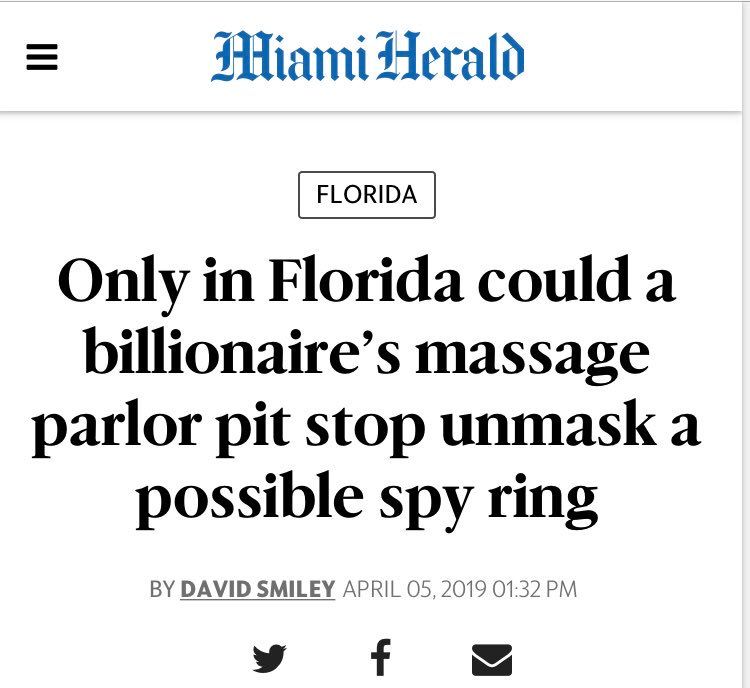 Miami Herald
FLORIDA
Only in Florida could a
billionaire’s massage
parlor pit stop unmask a
possible spy ring
BY DAVID SMILEY APRIL 05, 2019 01:32 PM